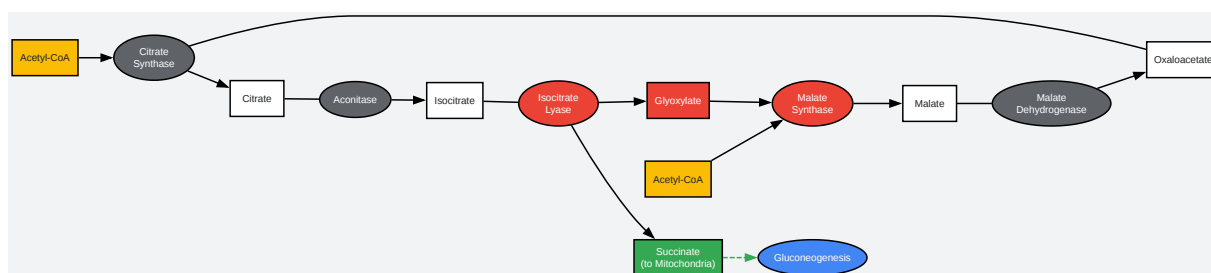 Acetyl-CoA
Citrate
Synthase
Citrate
Aconitase
Isocitrate
Isocitrate
Lyase
Glyoxylate
Malate
Synthase
Malate
Malate
Dehydrogenase
Oxaloacetate
Acetyl-CoA
Succinate
(to Mitochondria)
Gluconeogenesis